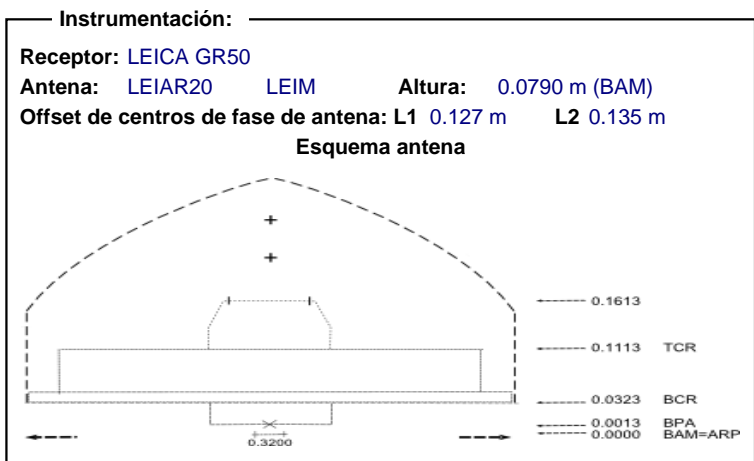 Instrumentación:
Receptor: LEICA GR50
Antena: LEIAR20 LEIM Altura: 0.0790 m (BAM)
Offset de centros de fase de antena: L1 0.127 m L2 0.135 m
Esquema antena
0.1613
0.1113 TCR
0.0323 BCR
0.0013 BPA
0.0000 BAM=ARP
0.3200